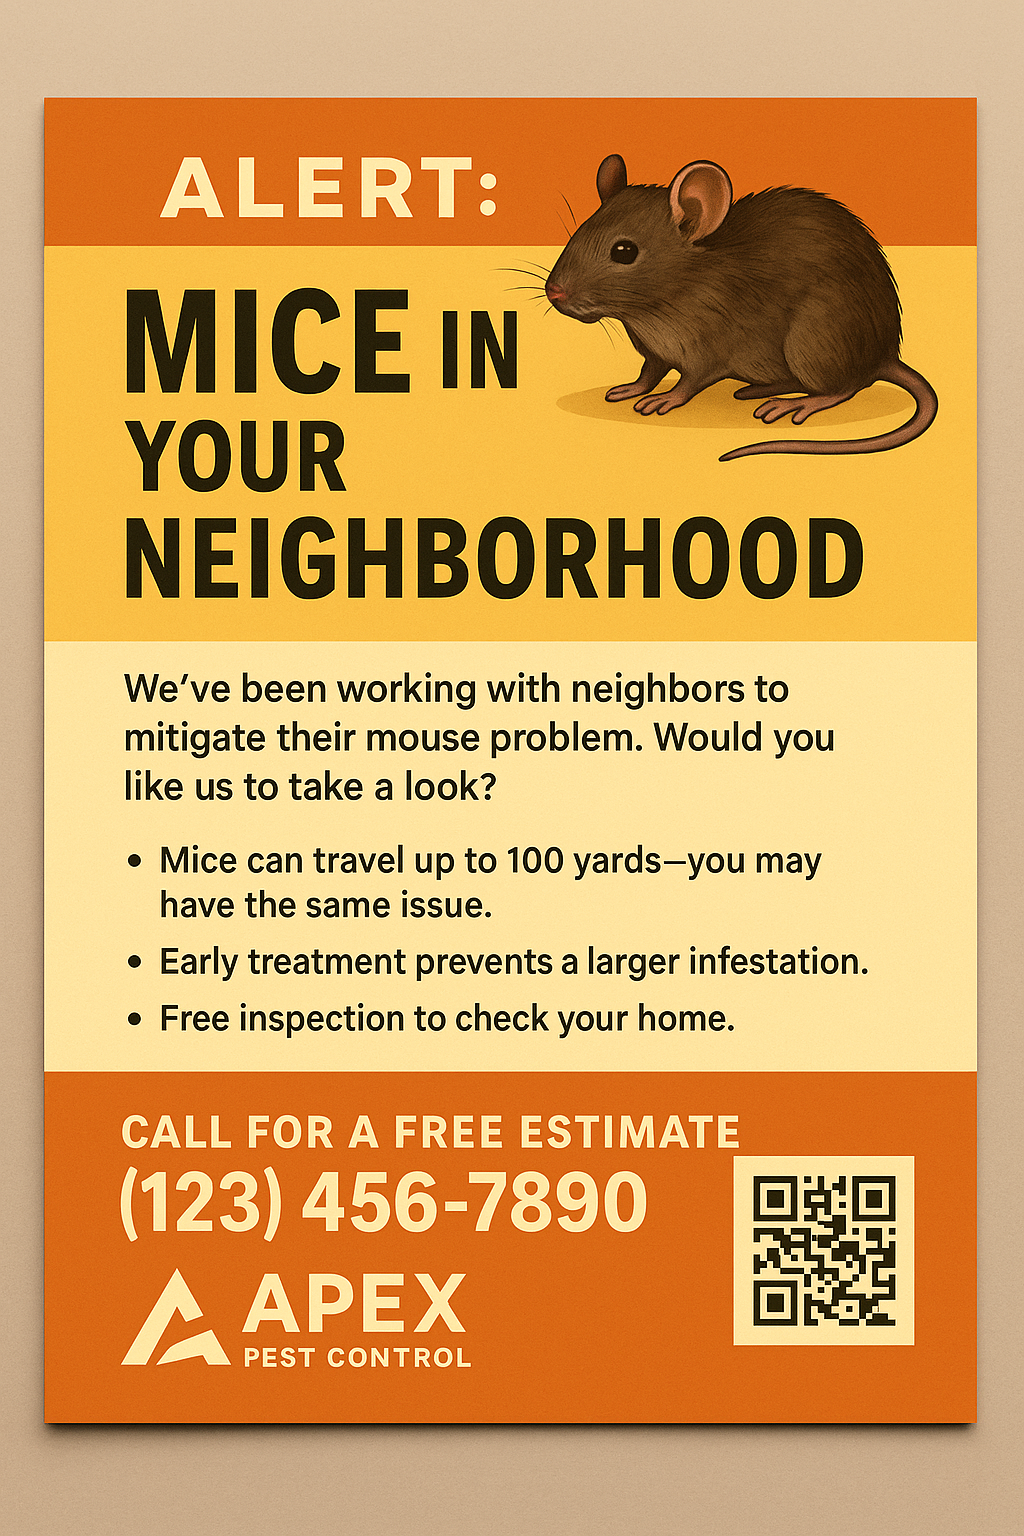 ALERT:
MICE IN
YOUR
NEIGHBORHOOD
We’ve been working with neighbors to
mitigate their mouse problem. Would you
like us to take a look?
• Mice can travel up to 100 yards—you may
have the same issue.
• Early treatment prevents a larger infestation.
• Free inspection to check your home.
CALL FOR A FREE ESTIMATE
(123) 456-7890
APEX
PEST CONTROL